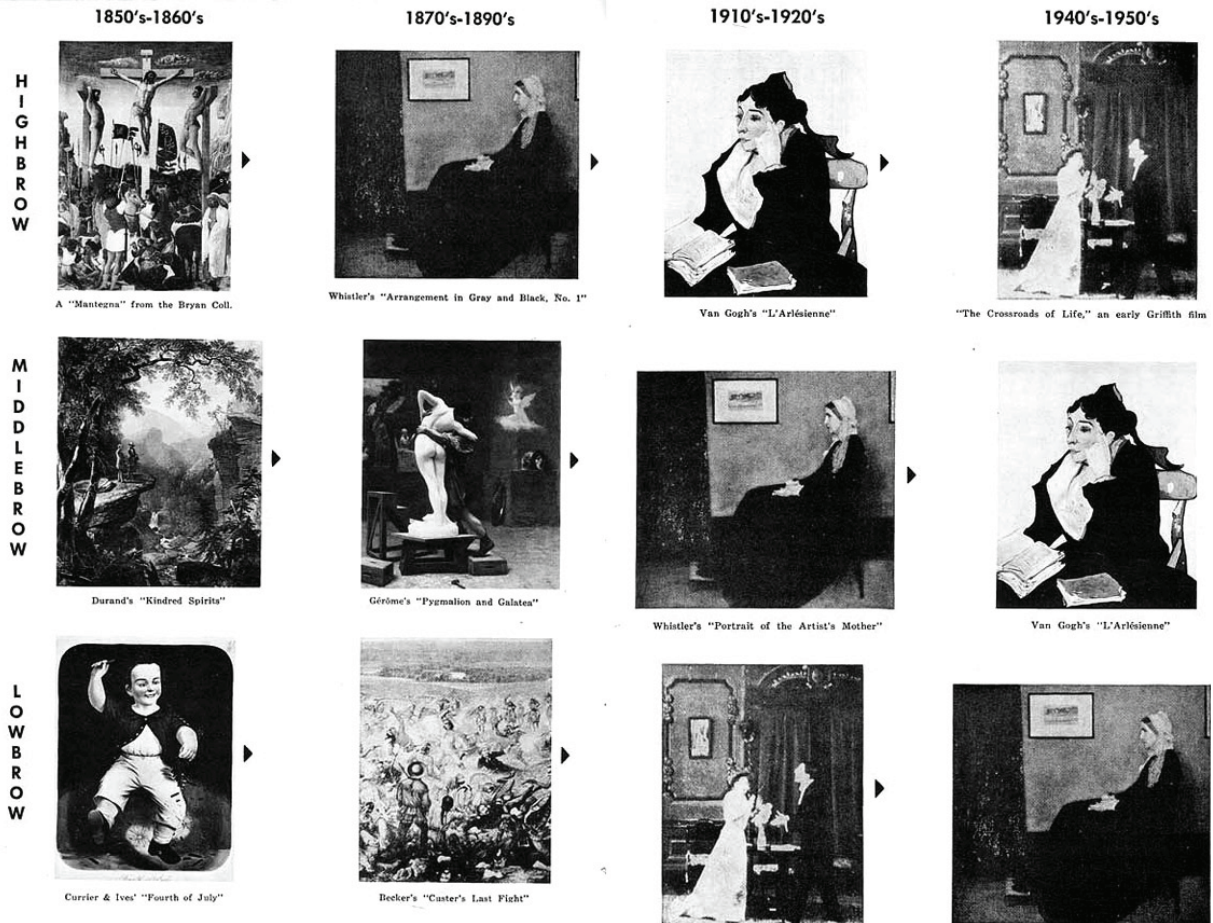 1850's-1860's
1870's-1890's
1910's-1920's
1940's-1950's
HIGHBROW
A "Mantegna" from the Bryan Coll.
Whistler's "Arrangement in Gray and Black, No. 1"
Van Gogh's "L'Arlésienne"
"The Crossroads of Life," an early Griffith film
MIDDLEBROW
Durand's "Kindred Spirits"
Gérôme's "Pygmalion and Galatea"
Whistler's "Portrait of the Artist's Mother"
Van Gogh's "L'Arlésienne"
LOWBROW
Currier & Ives' "Fourth of July"
Becker's "Custer's Last Fight"